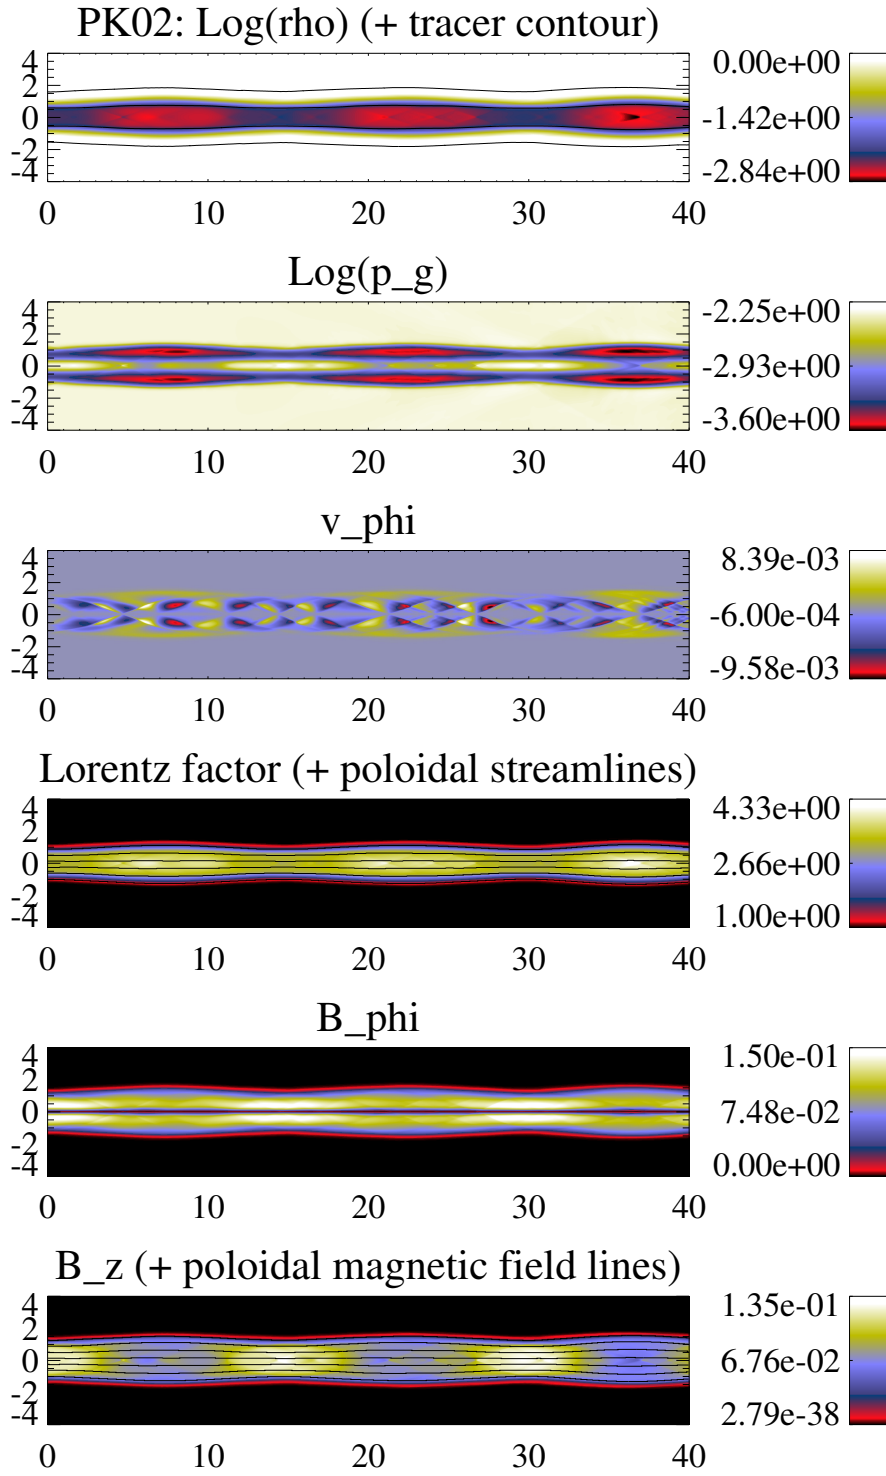 PK02: Log(rho) (+ tracer contour)
4
2
0
-2
-4
0 10 20 30 40
0.00e+00
-1.42e+00
-2.84e+00
Log(p_g)
4
2
0
-2
-4
0 10 20 30 40
-2.25e+00
-2.93e+00
-3.60e+00
v_phi
4
2
0
-2
-4
0 10 20 30 40
8.39e-03
-6.00e-04
-9.58e-03
Lorentz factor (+ poloidal streamlines)
4
2
0
-2
-4
0 10 20 30 40
4.33e+00
2.66e+00
1.00e+00
B_phi
4
2
0
-2
-4
0 10 20 30 40
1.50e-01
7.48e-02
0.00e+00
B_z (+ poloidal magnetic field lines)
4
2
0
-2
-4
0 10 20 30 40
1.35e-01
6.76e-02
2.79e-38